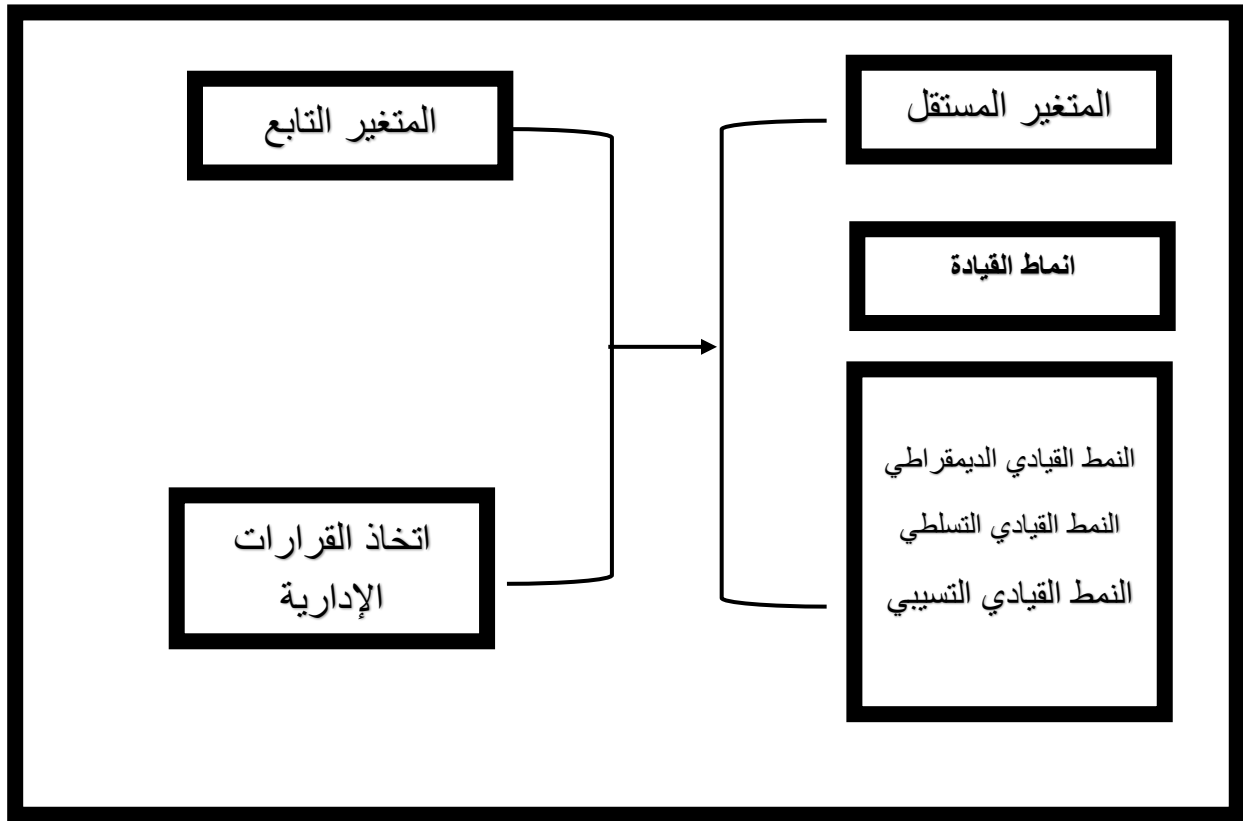 المتغير المستقل
المتغير التابع
انماط القيادة
النمط القيادي الديمقراطي
النمط القيادي التسلطي
النمط القيادي التسيبي
اتخاذ القرارات
الإدارية